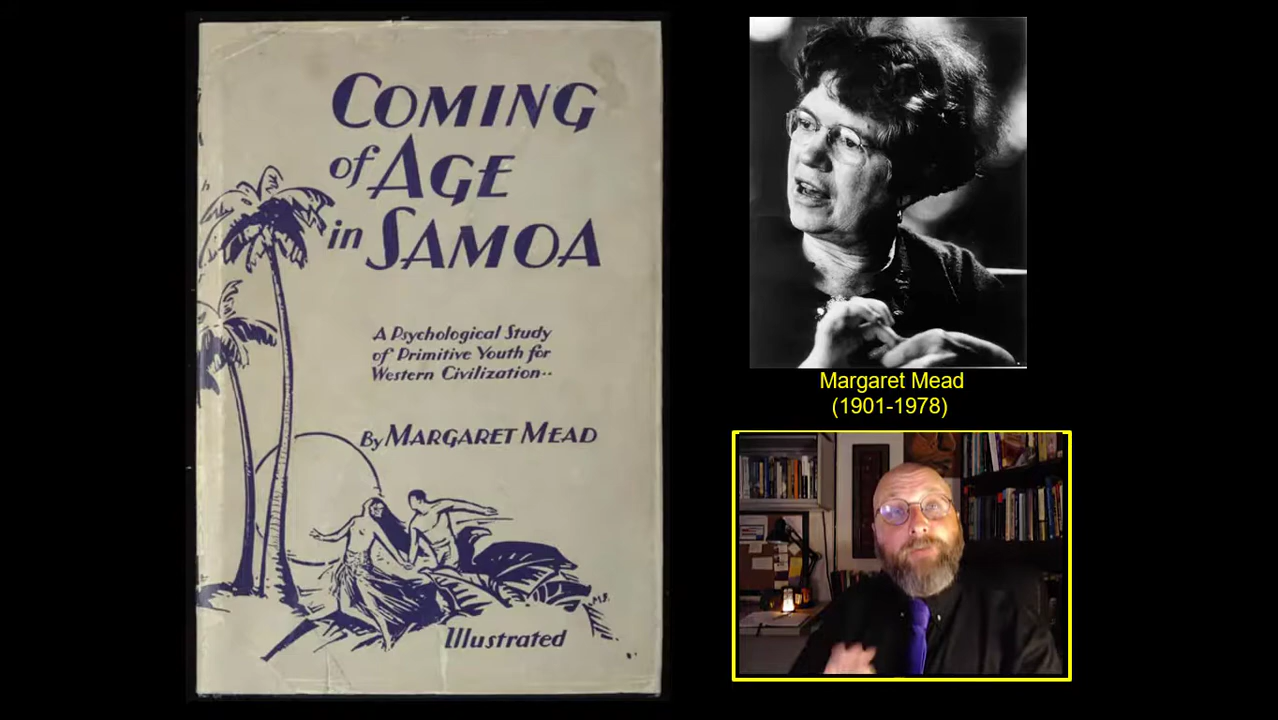 COMING
of AGE
in SAMOA
A Psychological Study
of Primitive Youth for
Western Civilization--
By MARGARET MEAD
Illustrated
Margaret Mead
(1901-1978)